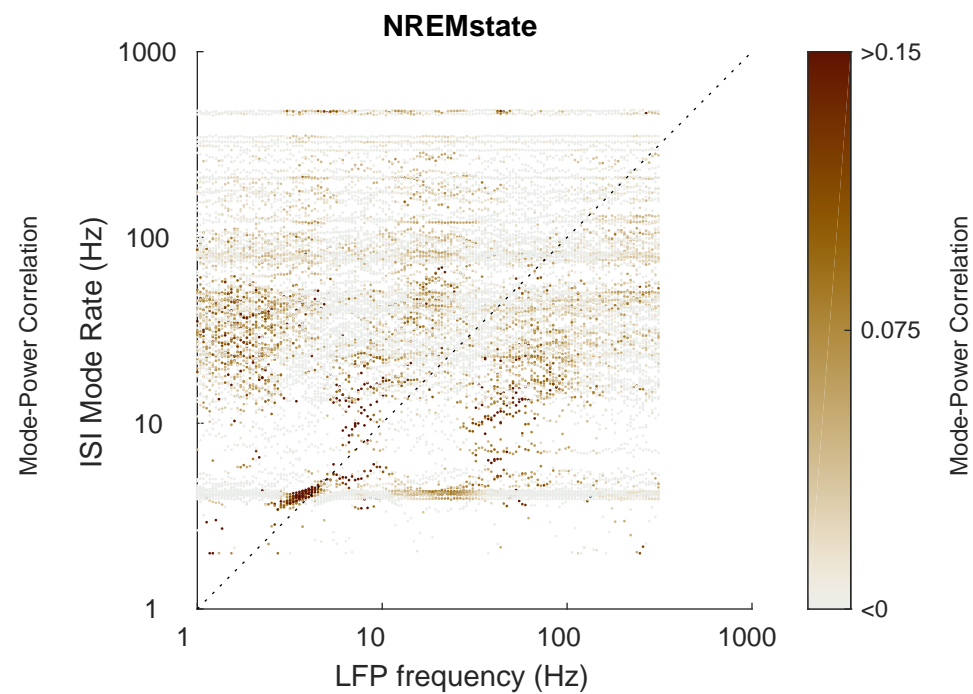 NREMstate
Mode-Power Correlation
ISI Mode Rate (Hz)
1000
100
10
1
1
10
100
1000
LFP frequency (Hz)
>0.15
0.075
<0
Mode-Power Correlation